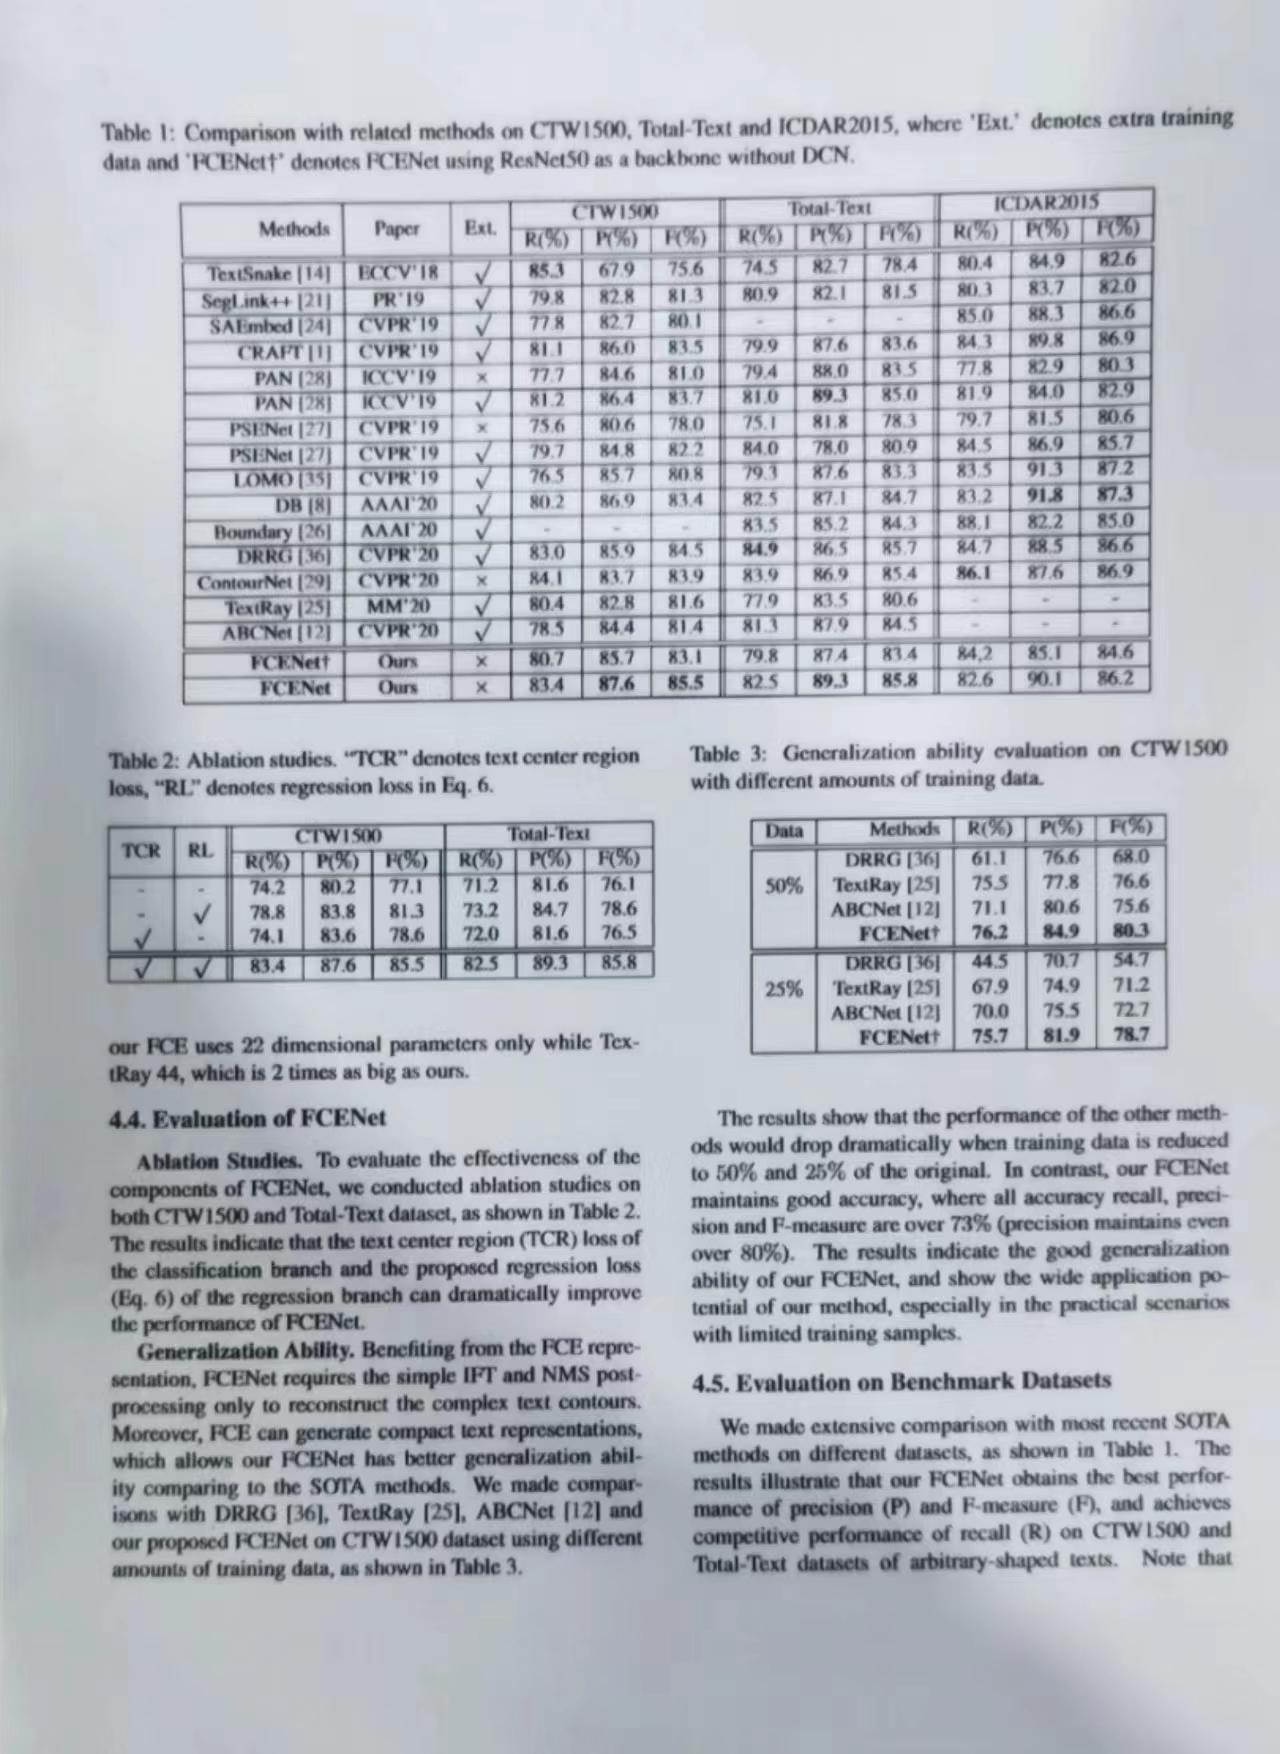 Table 1: Comparison with related methods on CTW1500, Total-Text and ICDAR2015, where 'Ext.' denotes extra training
data and 'FCENet†' denotes FCENet using ResNet50 as a backbone without DCN.
Methods Paper Ext. CTW1500 Total-Text ICDAR2015
R(%) P(%) F(%) R(%) P(%) F(%) R(%) P(%) F(%)
TextSnake [14] ECCV'18 ✓ 85.3 67.9 75.6 74.5 82.7 78.4 80.4 84.9 82.6
SegLink++ [21] PR'19 ✓ 79.8 82.8 81.3 80.9 82.1 81.5 80.3 83.7 82.0
SAEmbed [24] CVPR'19 ✓ 77.8 82.7 80.1 - - - 85.0 88.3 86.6
CRAFT [1] CVPR'19 ✓ 81.1 86.0 83.5 79.9 87.6 83.6 84.3 89.8 86.9
PAN [28] ICCV'19 × 77.7 84.6 81.0 79.4 88.0 83.5 77.8 82.9 80.3
PAN [28] ICCV'19 ✓ 81.2 86.4 83.7 81.0 89.3 85.0 81.9 84.0 82.9
PSENet [27] CVPR'19 × 75.6 80.6 78.0 75.1 81.8 78.3 79.7 81.5 80.6
PSENet [27] CVPR'19 ✓ 79.7 84.8 82.2 84.0 78.0 80.9 84.5 86.9 85.7
LOMO [35] CVPR'19 ✓ 76.5 85.7 80.8 79.3 87.6 83.3 83.5 91.3 87.2
DB [8] AAAI'20 ✓ 80.2 86.9 83.4 82.5 87.1 84.7 83.2 91.8 87.3
Boundary [26] AAAI'20 ✓ - - - 83.5 85.2 84.3 88.1 82.2 85.0
DRRG [36] CVPR'20 ✓ 83.0 85.9 84.5 84.9 86.5 85.7 84.7 88.5 86.6
ContourNet [29] CVPR'20 × 84.1 83.7 83.9 83.9 86.9 85.4 86.1 87.6 86.9
TextRay [25] MM'20 ✓ 80.4 82.8 81.6 77.9 83.5 80.6 - - -
ABCNet [12] CVPR'20 ✓ 78.5 84.4 81.4 81.3 87.9 84.5 - - -
FCENet† Ours × 80.7 85.7 83.1 79.8 87.4 83.4 84.2 85.1 84.6
FCENet Ours × 83.4 87.6 85.5 82.5 89.3 85.8 82.6 90.1 86.2
Table 2: Ablation studies. "TCR" denotes text center region
loss, "RL" denotes regression loss in Eq. 6.
TCR RL CTW1500 Total-Text
R(%) P(%) F(%) R(%) P(%) F(%)
- - 74.2 80.2 77.1 71.2 81.6 76.1
- ✓ 78.8 83.8 81.3 73.2 84.7 78.6
✓ - 74.1 83.6 78.6 72.0 81.6 76.5
✓ ✓ 83.4 87.6 85.5 82.5 89.3 85.8
our FCE uses 22 dimensional parameters only while Tex-
tRay 44, which is 2 times as big as ours.
4.4. Evaluation of FCENet
Ablation Studies. To evaluate the effectiveness of the
components of FCENet, we conducted ablation studies on
both CTW1500 and Total-Text dataset, as shown in Table 2.
The results indicate that the text center region (TCR) loss of
the classification branch and the proposed regression loss
(Eq. 6) of the regression branch can dramatically improve
the performance of FCENet.
Generalization Ability. Benefiting from the FCE repre-
sentation, FCENet requires the simple IFT and NMS post-
processing only to reconstruct the complex text contours.
Moreover, FCE can generate compact text representations,
which allows our FCENet has better generalization abil-
ity comparing to the SOTA methods. We made compar-
isons with DRRG [36], TextRay [25], ABCNet [12] and
our proposed FCENet on CTW1500 dataset using different
amounts of training data, as shown in Table 3.
Table 3: Generalization ability evaluation on CTW1500
with different amounts of training data.
Data Methods R(%) P(%) F(%)
DRRG [36] 61.1 76.6 68.0
50% TextRay [25] 75.5 77.8 76.6
ABCNet [12] 71.1 80.6 75.6
FCENet† 76.2 84.9 80.3
DRRG [36] 44.5 70.7 54.7
25% TextRay [25] 67.9 74.9 71.2
ABCNet [12] 70.0 75.5 72.7
FCENet† 75.7 81.9 78.7
The results show that the performance of the other meth-
ods would drop dramatically when training data is reduced
to 50% and 25% of the original. In contrast, our FCENet
maintains good accuracy, where all accuracy recall, preci-
sion and F-measure are over 73% (precision maintains even
over 80%). The results indicate the good generalization
ability of our FCENet, and show the wide application po-
tential of our method, especially in the practical scenarios
with limited training samples.
4.5. Evaluation on Benchmark Datasets
We made extensive comparison with most recent SOTA
methods on different datasets, as shown in Table 1. The
results illustrate that our FCENet obtains the best perfor-
mance of precision (P) and F-measure (F), and achieves
competitive performance of recall (R) on CTW1500 and
Total-Text datasets of arbitrary-shaped texts. Note that